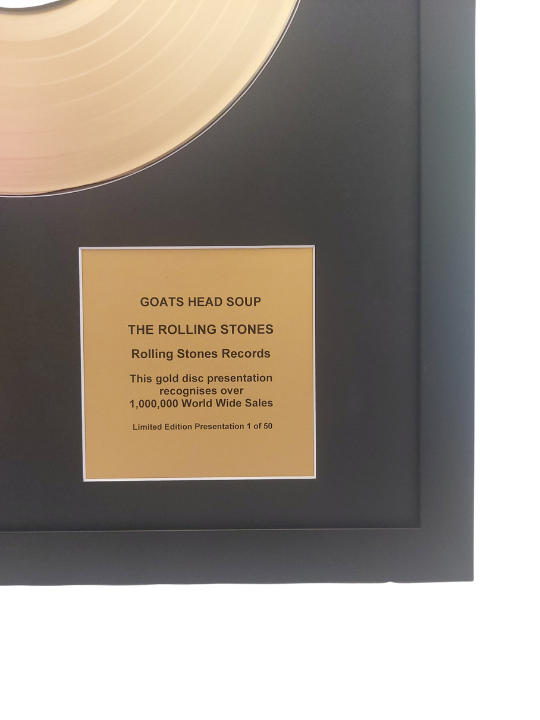 GOATS HEAD SOUP
THE ROLLING STONES
Rolling Stones Records
This gold disc presentation
recognises over
1,000,000 World Wide Sales
Limited Edition Presentation 1 of 50